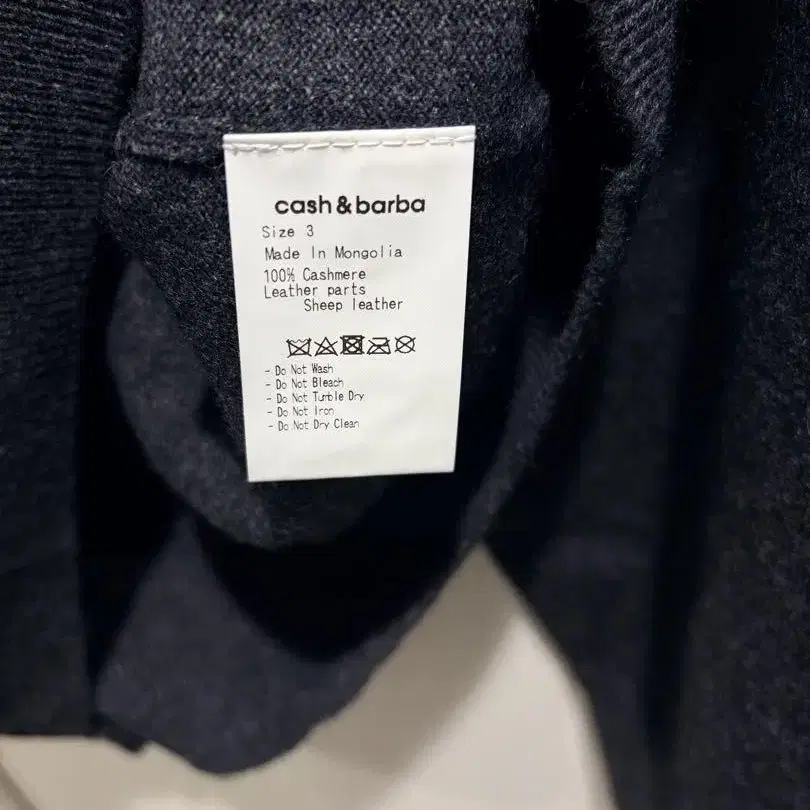 cash&barba
Size 3
Made In Mongolia
100% Cashmere
Leather parts
Sheep leather
- Do Not Wash
- Do Not Bleach
- Do Not Tumble Dry
- Do Not Iron
- Do Not Dry Clean